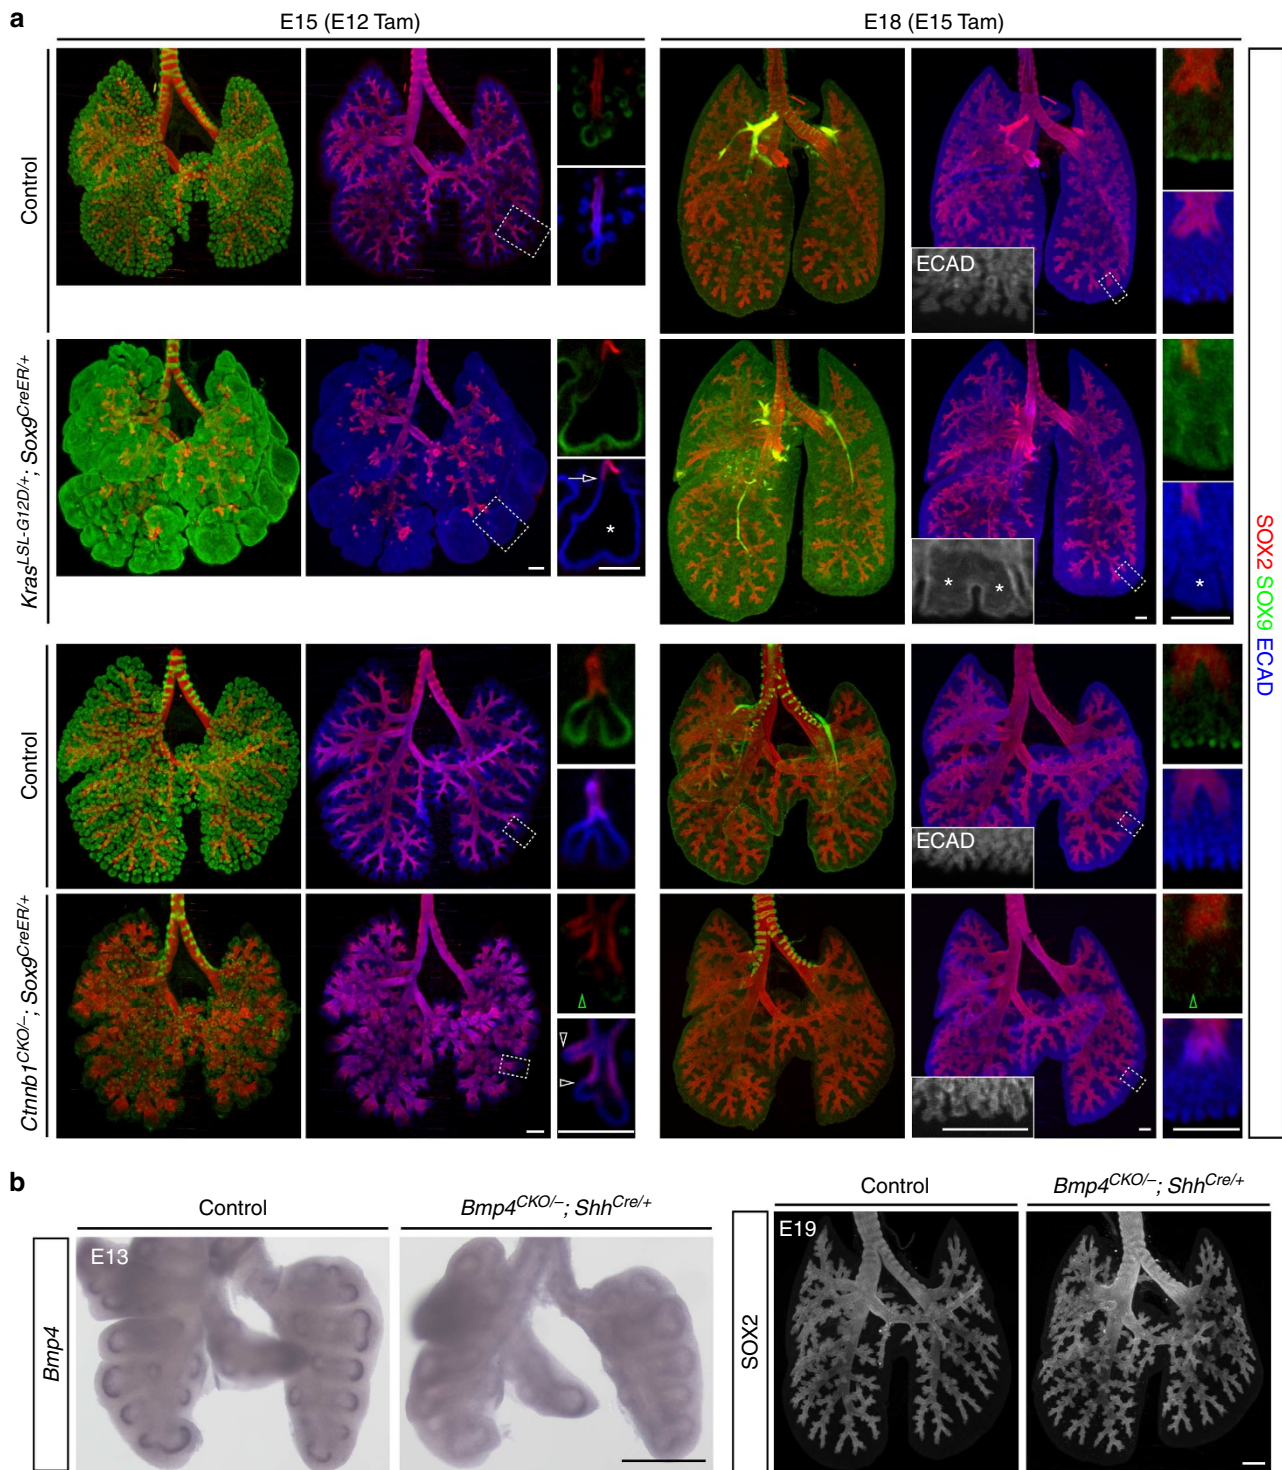 a
E15 (E12 Tam)
E18 (E15 Tam)
Control
ECAD
Kras^LSL-G12D/+; Sox9^CreER/+
*
* *
*
SOX2 SOX9 ECAD
Control
ECAD
Ctnnb1^CKO/–; Sox9^CreER/+
b
Control
Bmp4^CKO/–; Shh^Cre/+
Control
Bmp4^CKO/–; Shh^Cre/+
Bmp4
E13
SOX2
E19